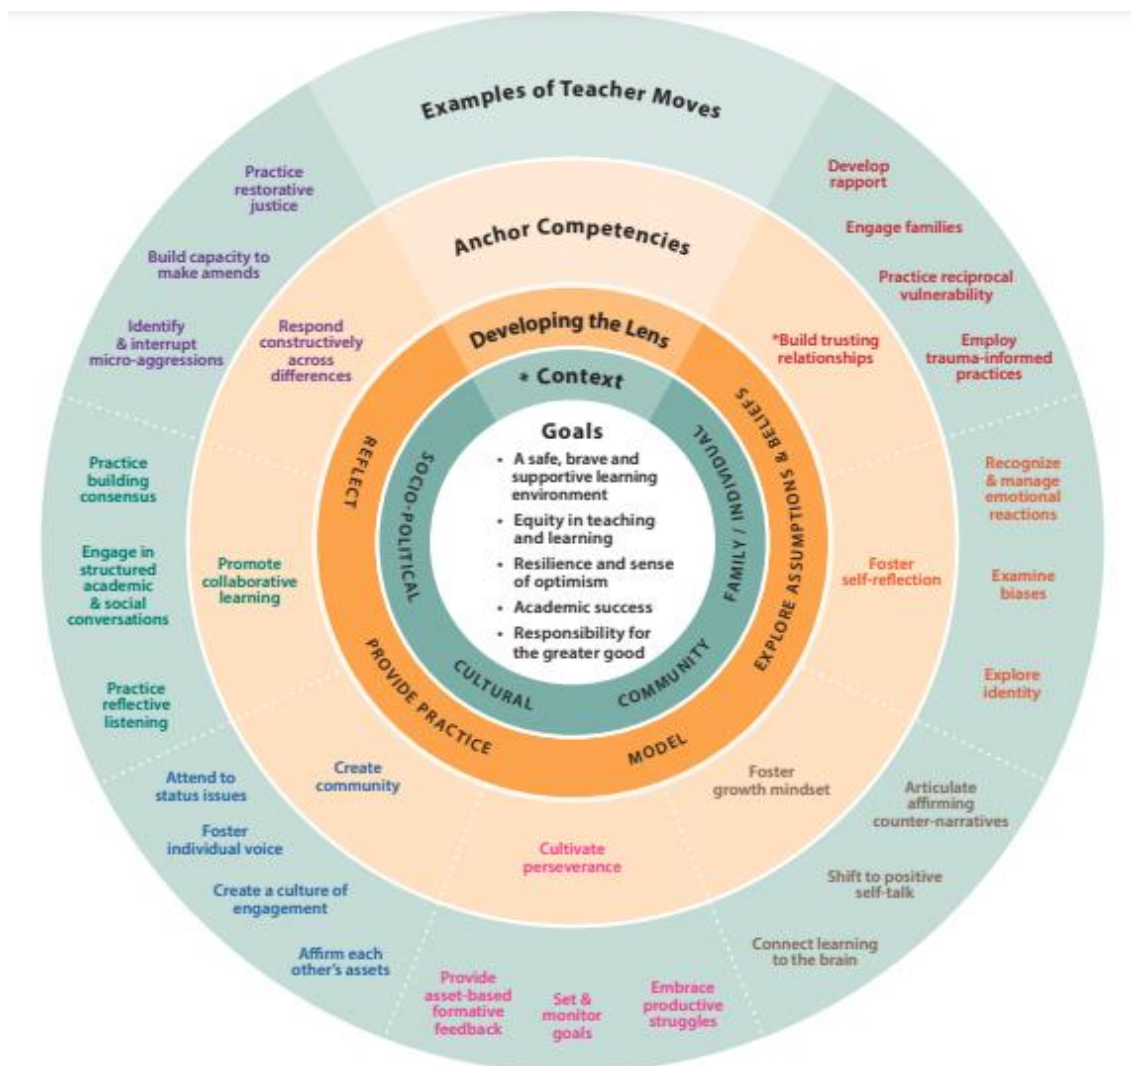 Examples of Teacher Moves
Anchor Competencies
Developing the Lens
* Context
Goals
• A safe, brave and
supportive learning
environment
• Equity in teaching
and learning
• Resilience and sense
of optimism
• Academic success
• Responsibility for
the greater good
FAMILY / INDIVIDUAL
COMMUNITY
CULTURAL
SOCIO-POLITICAL
EXPLORE ASSUMPTIONS & BELIEFS
MODEL
PROVIDE PRACTICE
REFLECT
*Build trusting
relationships
Develop
rapport
Engage families
Practice reciprocal
vulnerability
Employ
trauma-informed
practices
Foster
self-reflection
Recognize
& manage
emotional
reactions
Examine
biases
Explore
identity
Foster
growth mindset
Articulate
affirming
counter-narratives
Shift to positive
self-talk
Connect learning
to the brain
Cultivate
perseverance
Embrace
productive
struggles
Set &
monitor
goals
Provide
asset-based
formative
feedback
Create
community
Affirm each
other's assets
Create a culture of
engagement
Foster
individual voice
Attend to
status issues
Promote
collaborative
learning
Practice
reflective
listening
Engage in
structured
academic
& social
conversations
Practice
building
consensus
Respond
constructively
across
differences
Identify
& interrupt
micro-aggressions
Build capacity to
make amends
Practice
restorative
justice